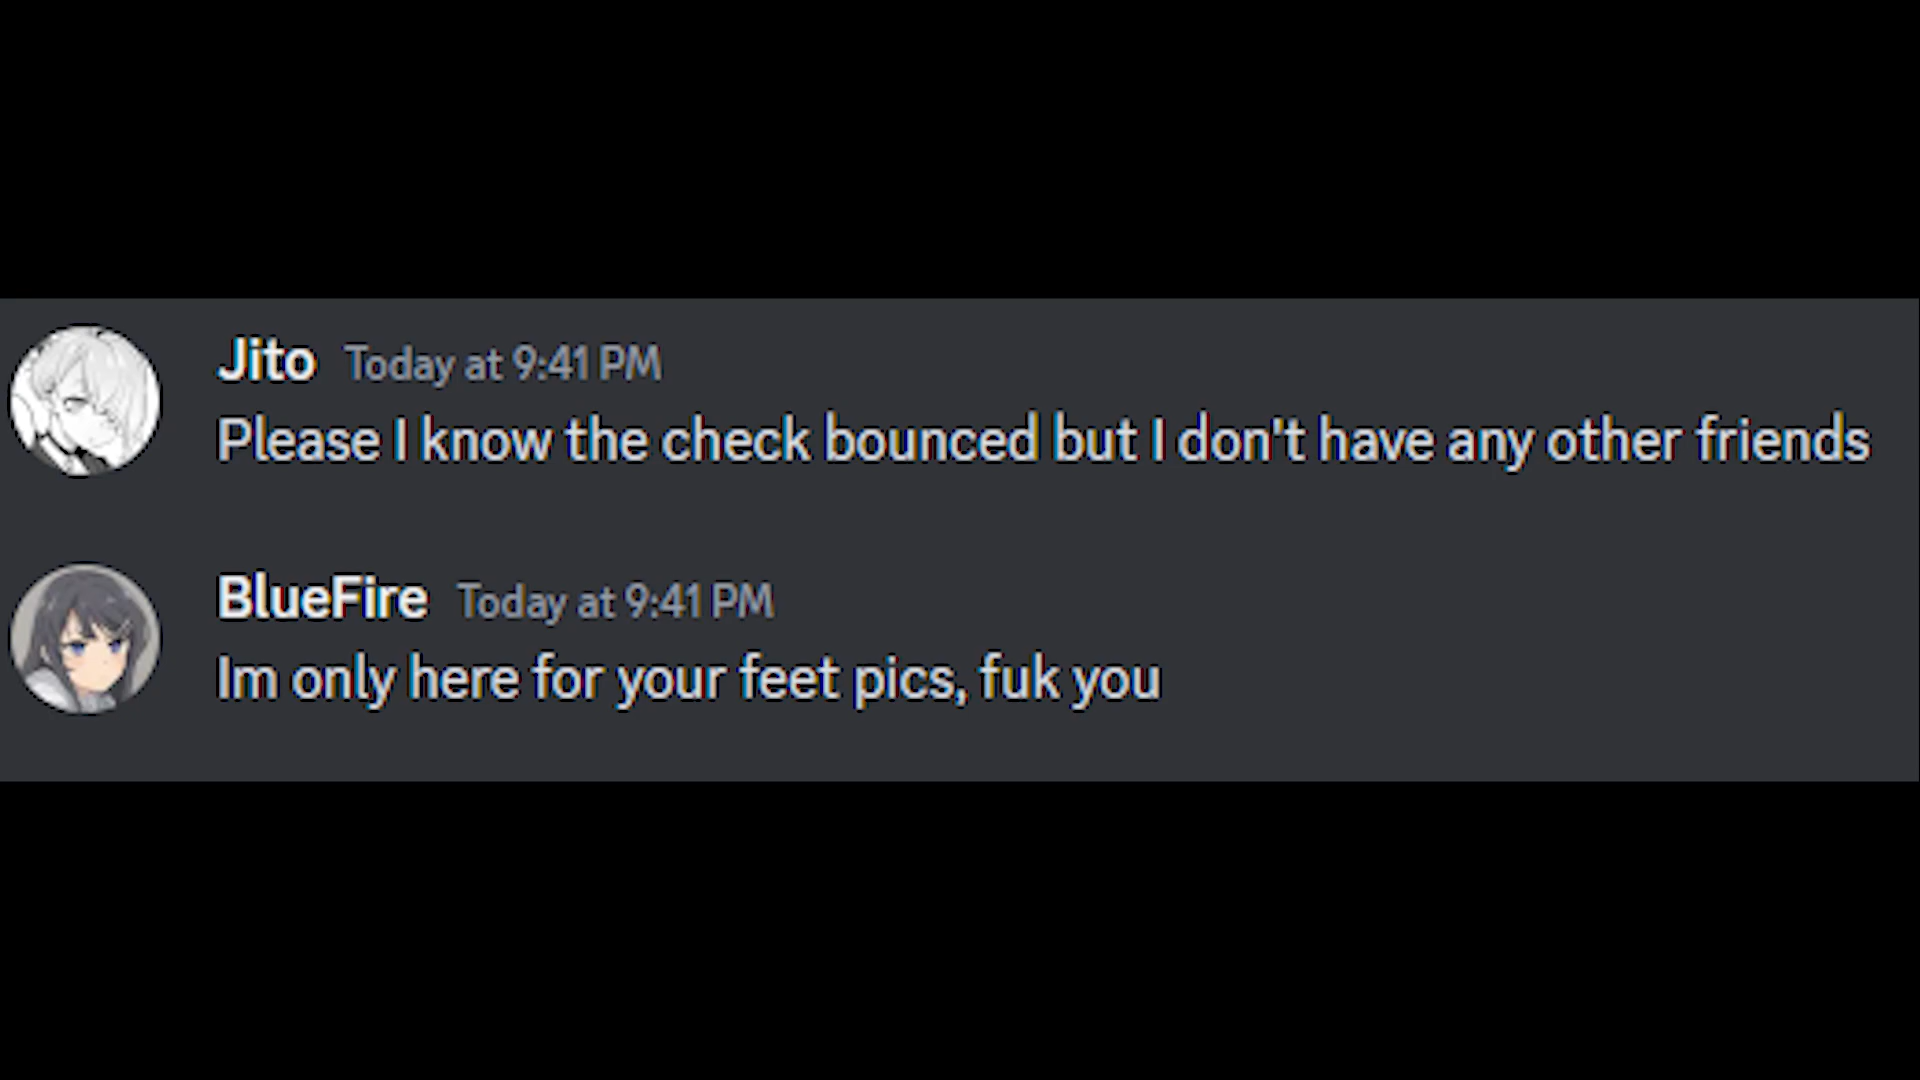 Jito Today at 9:41 PM
Please I know the check bounced but I don't have any other friends
BlueFire Today at 9:41 PM
Im only here for your feet pics, fuk you